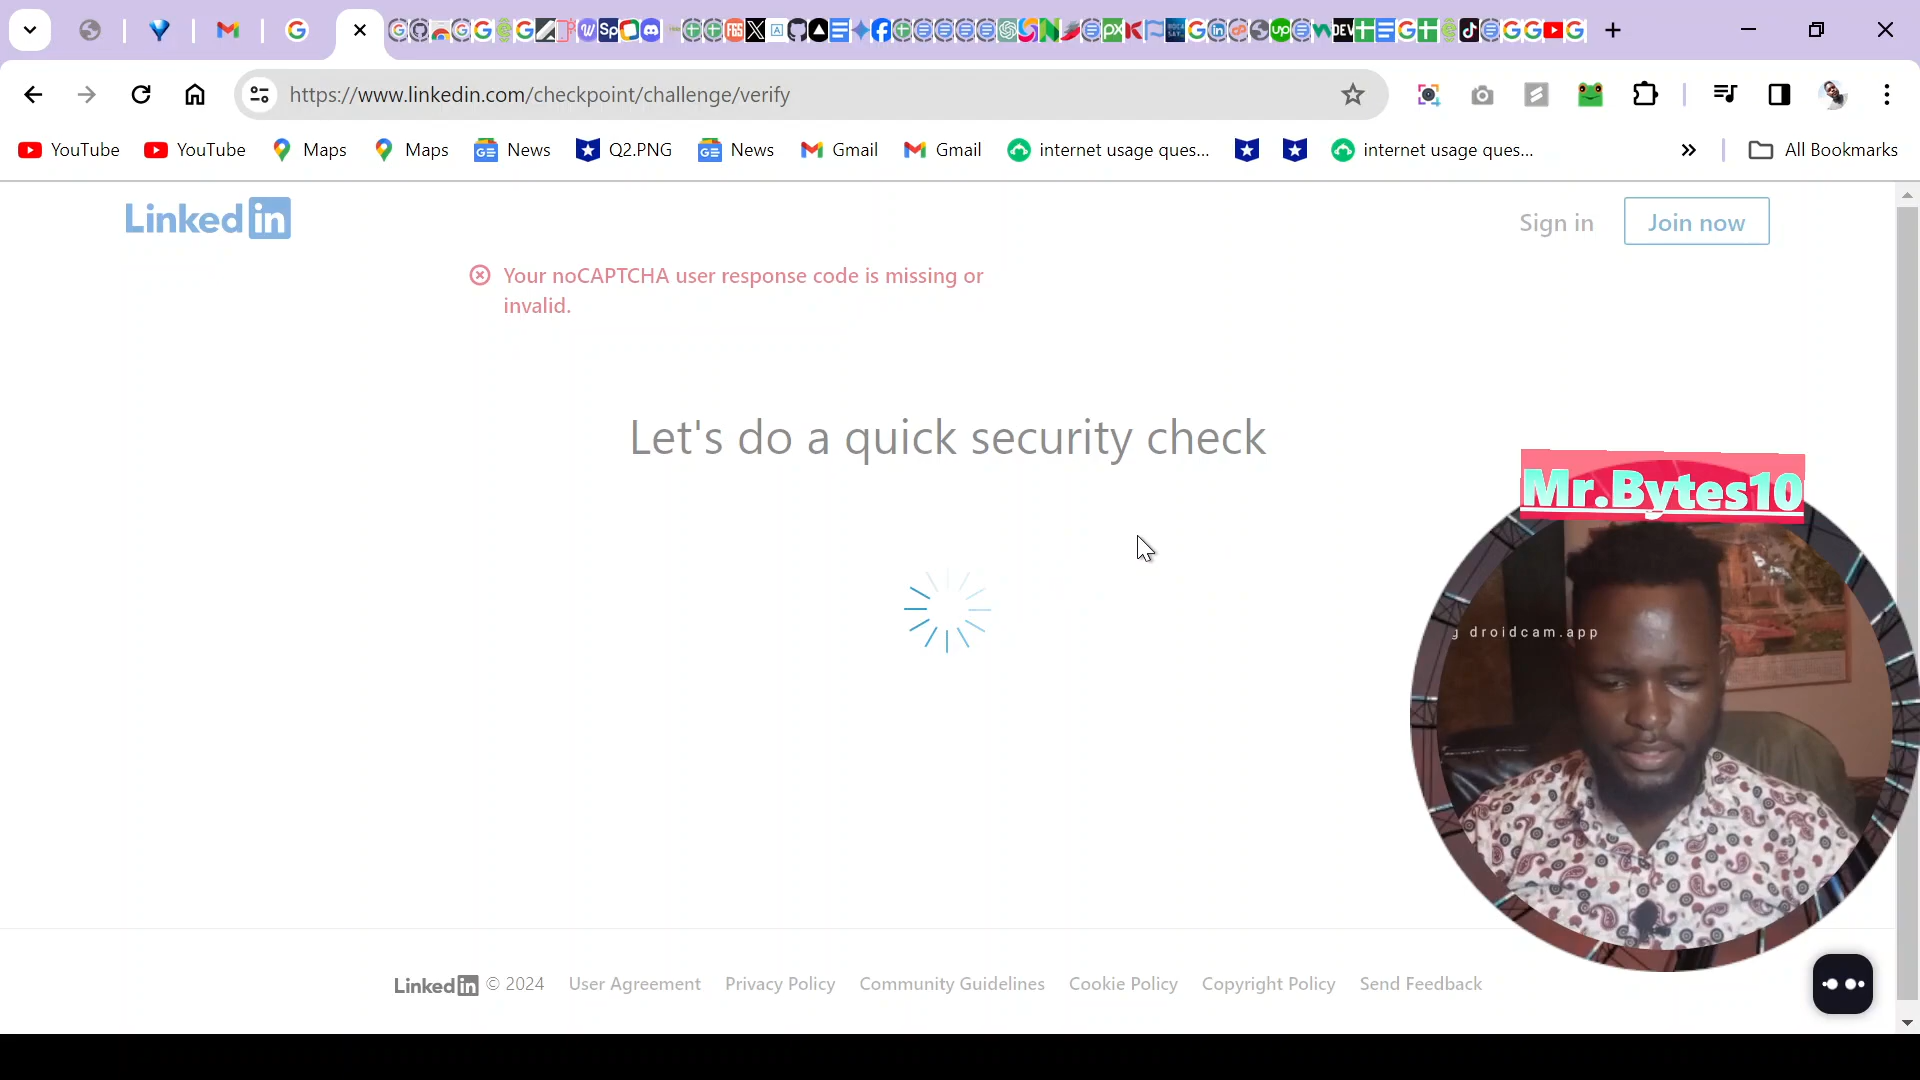 https://www.linkedin.com/checkpoint/challenge/verify
YouTube
YouTube
Maps
Maps
News
Q2.PNG
News
Gmail
Gmail
internet usage ques...
internet usage ques...
»
All Bookmarks
Linkedin
Sign in
Join now
Your noCAPTCHA user response code is missing or
invalid.
Let's do a quick security check
Mr.Bytes10
droidcam.app
Linkedin © 2024
User Agreement
Privacy Policy
Community Guidelines
Cookie Policy
Copyright Policy
Send Feedback